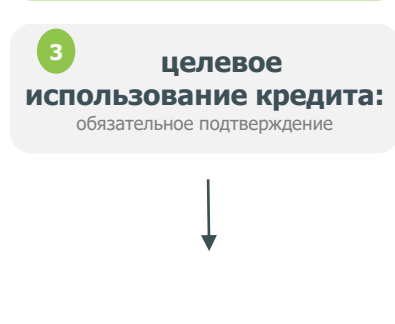 3
целевое
использование кредита:
обязательное подтверждение